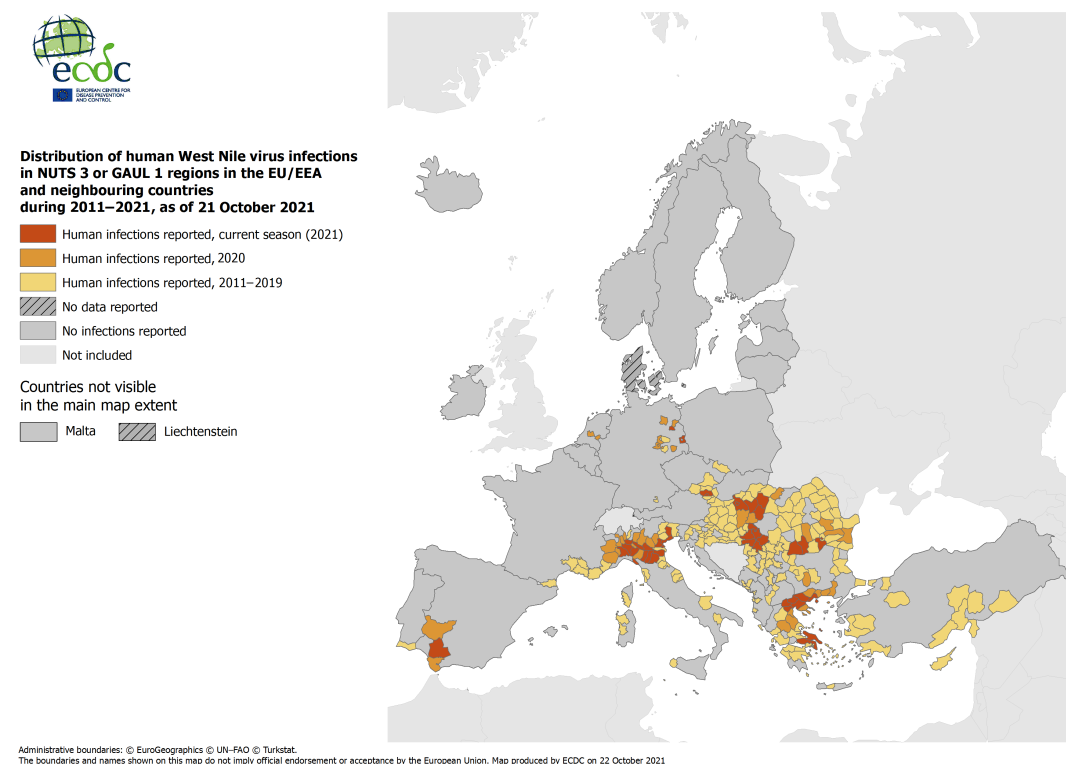 ecdc
EUROPEAN CENTRE FOR
DISEASE PREVENTION
AND CONTROL
Distribution of human West Nile virus infections
in NUTS 3 or GAUL 1 regions in the EU/EEA
and neighbouring countries
during 2011–2021, as of 21 October 2021
Human infections reported, current season (2021)
Human infections reported, 2020
Human infections reported, 2011–2019
No data reported
No infections reported
Not included
Countries not visible
in the main map extent
Malta
Liechtenstein
Administrative boundaries: © EuroGeographics © UN–FAO © Turkstat.
The boundaries and names shown on this map do not imply official endorsement or acceptance by the European Union. Map produced by ECDC on 22 October 2021